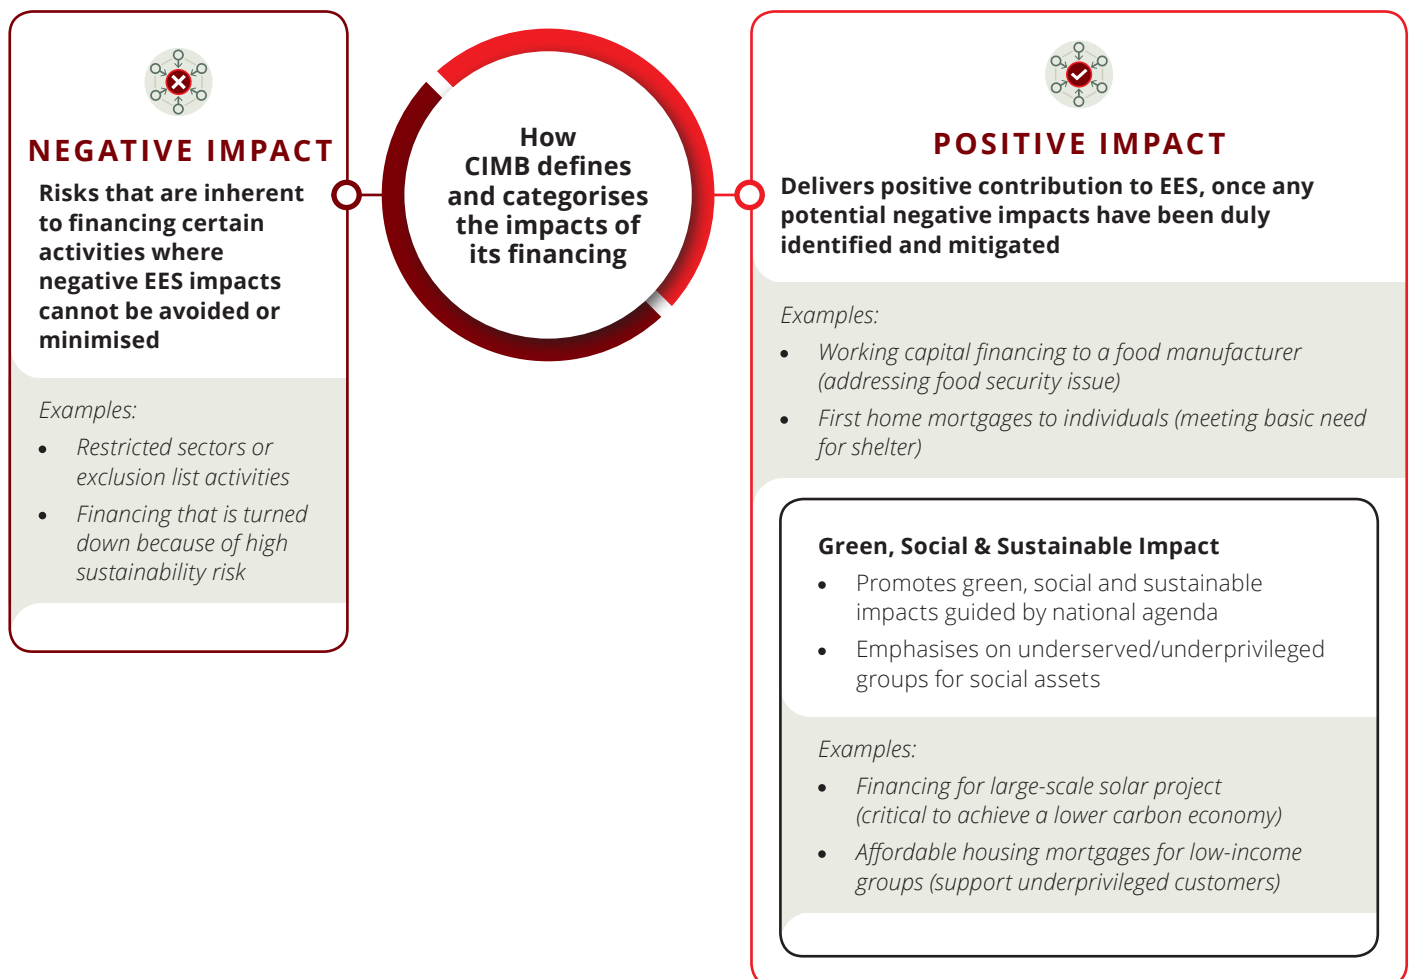 NEGATIVE IMPACT
Risks that are inherent
to financing certain
activities where
negative EES impacts
cannot be avoided or
minimised
Examples:
• Restricted sectors or
exclusion list activities
• Financing that is turned
down because of high
sustainability risk
How
CIMB defines
and categorises
the impacts of
its financing
POSITIVE IMPACT
Delivers positive contribution to EES, once any
potential negative impacts have been duly
identified and mitigated
Examples:
• Working capital financing to a food manufacturer
(addressing food security issue)
• First home mortgages to individuals (meeting basic need
for shelter)
Green, Social & Sustainable Impact
• Promotes green, social and sustainable
impacts guided by national agenda
• Emphasises on underserved/underprivileged
groups for social assets
Examples:
• Financing for large-scale solar project
(critical to achieve a lower carbon economy)
• Affordable housing mortgages for low-income
groups (support underprivileged customers)